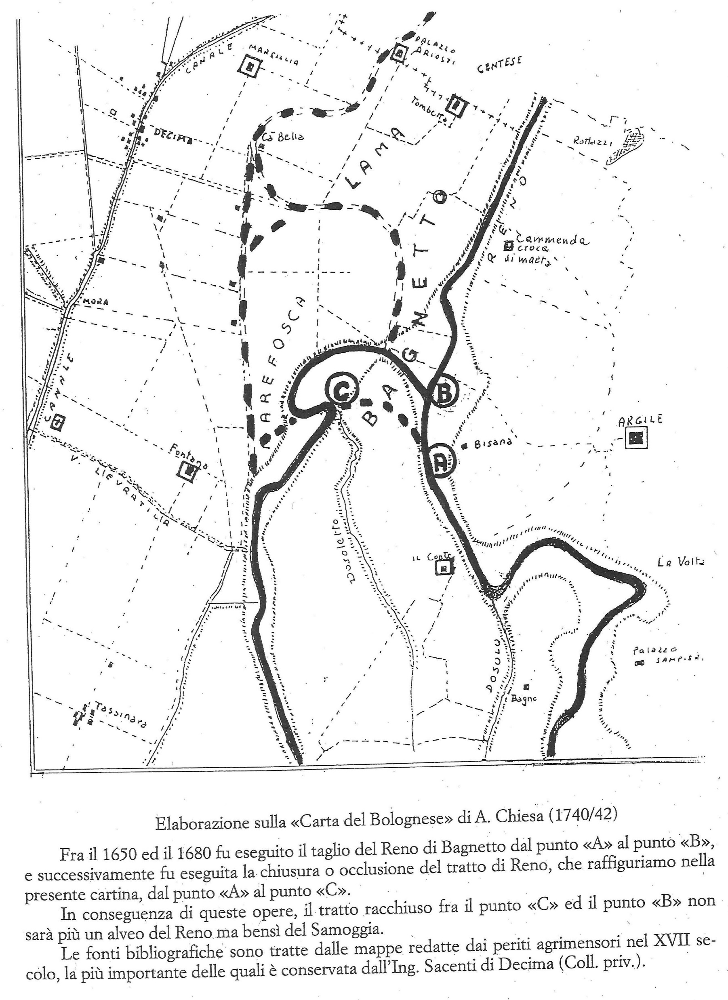 PALAZZO
ARIOSTI
CENTESE
CANALE
MARSILLIA
Tombetta
DECIMA
Cà Bella
LAMA
RENO
Cammenda
croce
di malta
MORA
AREFOSCA
BAGNETTO
CANALE
C
B
A
Bisana
ARGILE
Fontana
V. LIEVRATILIA
Dosoletto
IL Conte
La Volta
DOSOLO
Palazzo
SAMPIERI
Bagno
Tassinara
Elaborazione sulla «Carta del Bolognese» di A. Chiesa (1740/42)
Fra il 1650 ed il 1680 fu eseguito il taglio del Reno di Bagnetto dal punto «A» al punto «B»,
e successivamente fu eseguita la chiusura o occlusione del tratto di Reno, che raffiguriamo nella
presente cartina, dal punto «A» al punto «C».
In conseguenza di queste opere, il tratto racchiuso fra il punto «C» ed il punto «B» non
sarà più un alveo del Reno ma bensì del Samoggia.
Le fonti bibliografiche sono tratte dalle mappe redatte dai periti agrimensori nel XVII se-
colo, la più importante delle quali è conservata dall'Ing. Sacenti di Decima (Coll. priv.).